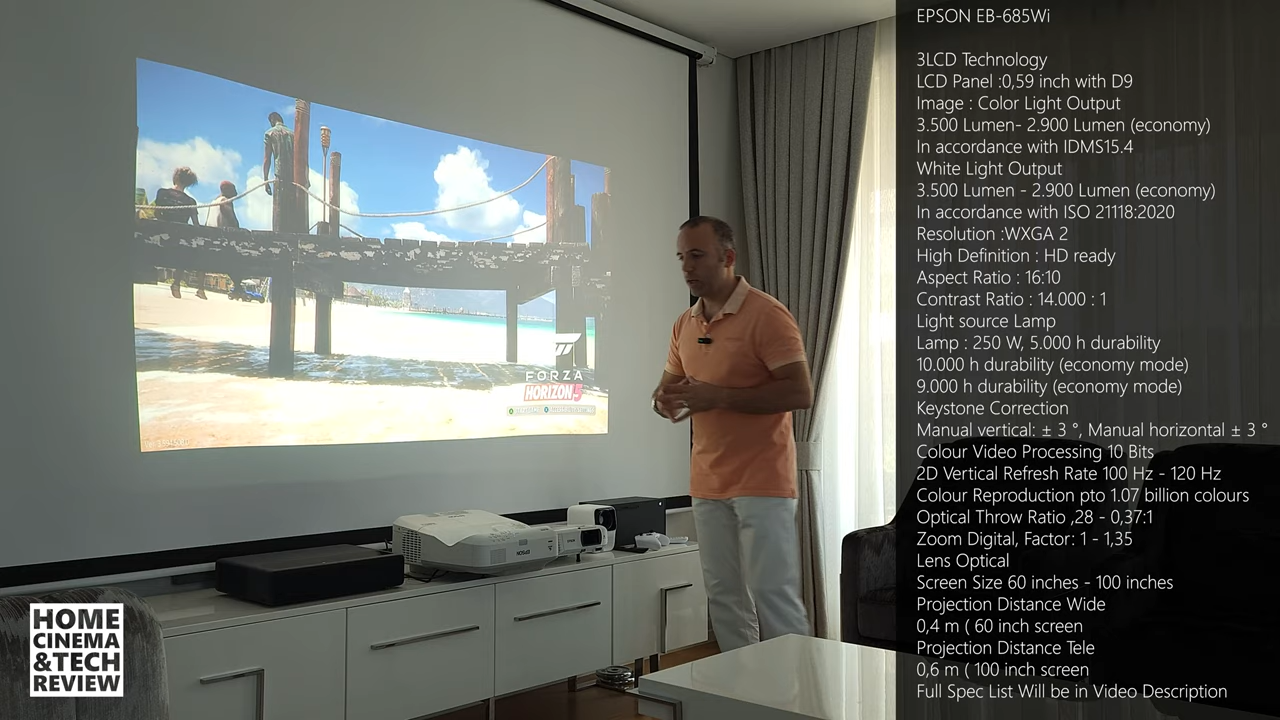 EPSON EB-685Wi
3LCD Technology
LCD Panel :0,59 inch with D9
Image : Color Light Output
3.500 Lumen- 2.900 Lumen (economy)
In accordance with IDMS15.4
White Light Output
3.500 Lumen - 2.900 Lumen (economy)
In accordance with ISO 21118:2020
Resolution :WXGA 2
High Definition : HD ready
Aspect Ratio : 16:10
Contrast Ratio : 14.000 : 1
Light source Lamp
Lamp : 250 W, 5.000 h durability
10.000 h durability (economy mode)
9.000 h durability (economy mode)
Keystone Correction
Manual vertical: ± 3 °, Manual horizontal ± 3 °
Colour Video Processing 10 Bits
2D Vertical Refresh Rate 100 Hz - 120 Hz
Colour Reproduction pto 1.07 billion colours
Optical Throw Ratio ,28 - 0,37:1
Zoom Digital, Factor: 1 - 1,35
Lens Optical
Screen Size 60 inches - 100 inches
Projection Distance Wide
0,4 m ( 60 inch screen
Projection Distance Tele
0,6 m ( 100 inch screen
Full Spec List Will be in Video Description
FORZA
HORIZON 5
EPSON
HOME
CINEMA
&TECH
REVIEW